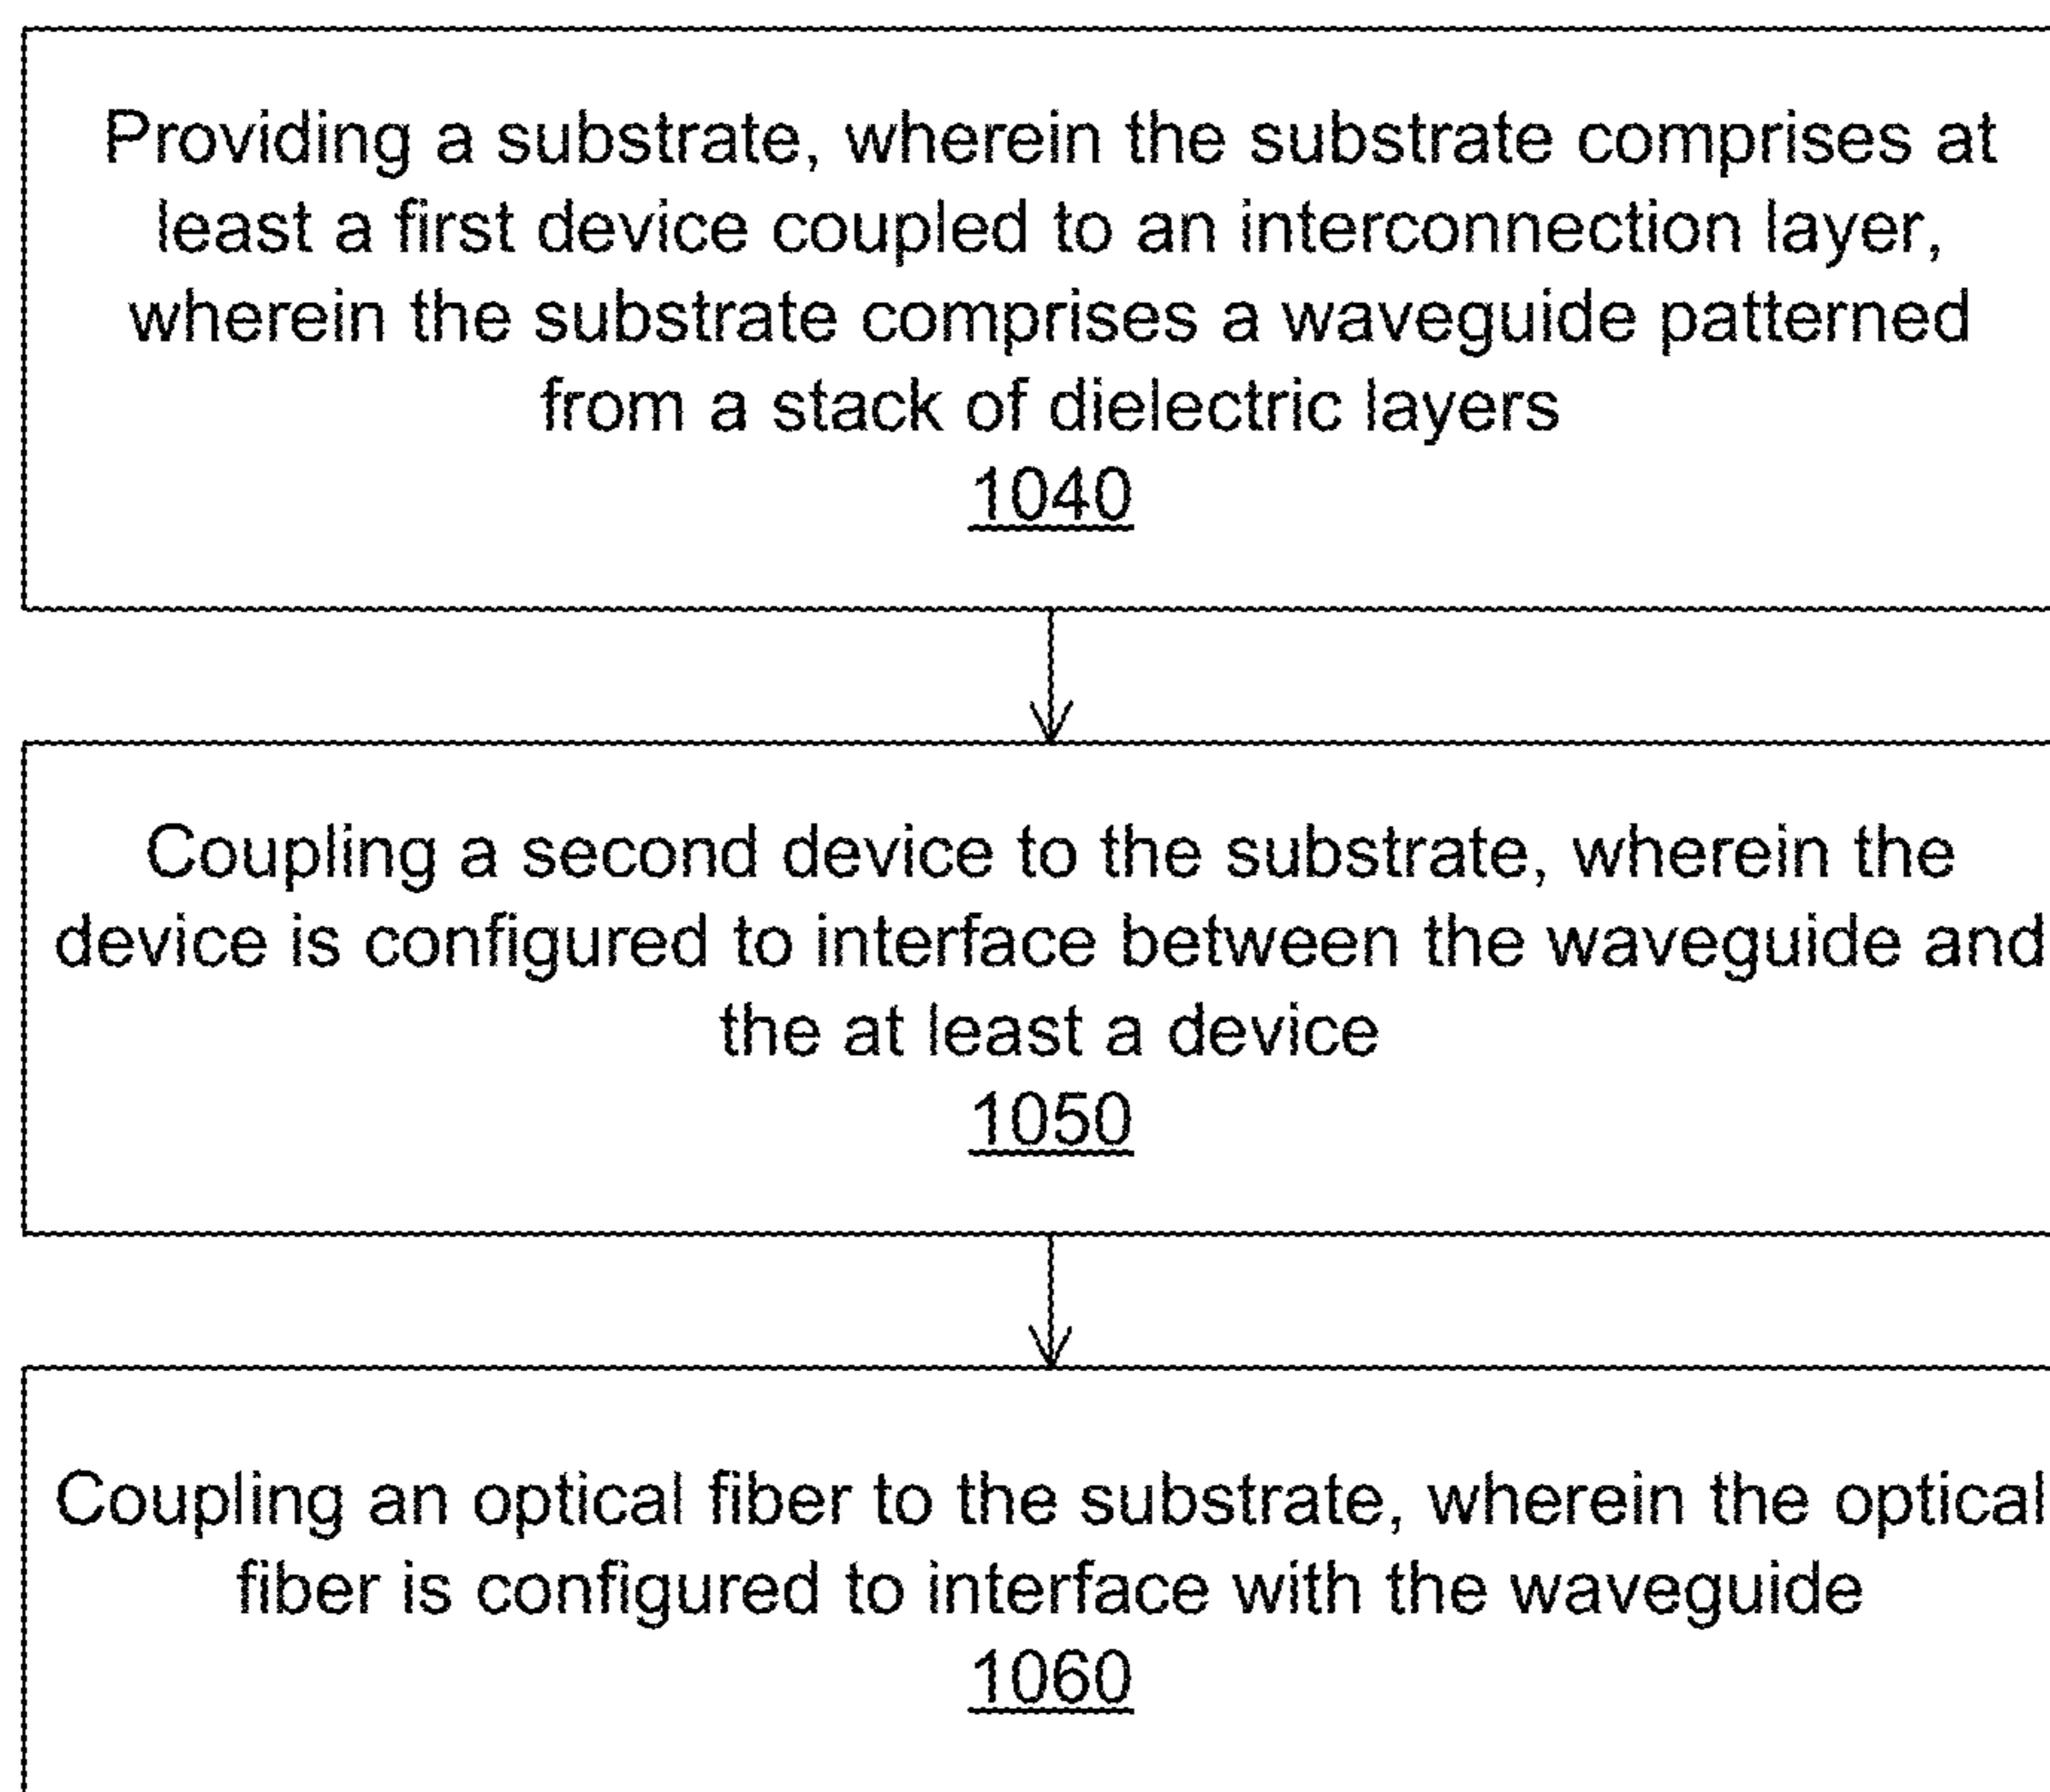 Providing a substrate, wherein the substrate comprises at
least a first device coupled to an interconnection layer,
wherein the substrate comprises a waveguide patterned
from a stack of dielectric layers
1040
Coupling a second device to the substrate, wherein the
device is configured to interface between the waveguide and
the at least a device
1050
Coupling an optical fiber to the substrate, wherein the optical
fiber is configured to interface with the waveguide
1060